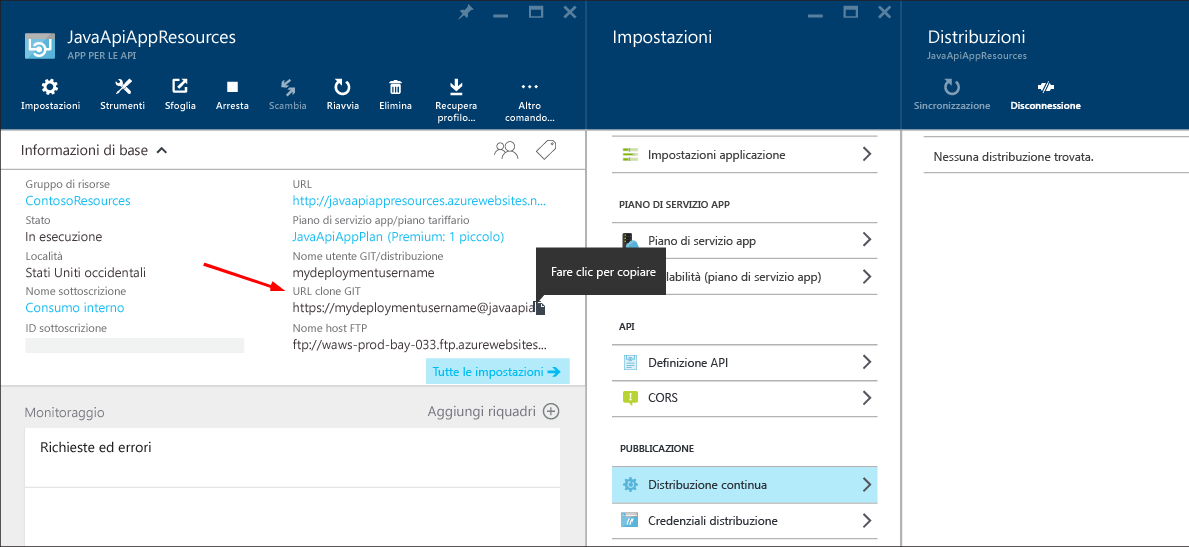 JavaApiAppResources
APP PER LE API
Impostazioni
Strumenti
Sfoglia
Arresta
Scambia
Riavvia
Elimina
Recupera
profilo...
Altro
comando...
Informazioni di base
Gruppo di risorse
ContosoResources
Stato
In esecuzione
Località
Stati Uniti occidentali
Nome sottoscrizione
Consumo interno
ID sottoscrizione
URL
http://javaapiappresources.azurewebsites.n...
Piano di servizio app/piano tariffario
JavaApiAppPlan (Premium: 1 piccolo)
Nome utente GIT/distribuzione
mydeploymentusername
URL clone GIT
https://mydeploymentusername@javaapia
Nome host FTP
ftp://waws-prod-bay-033.ftp.azurewebsites...
Fare clic per copiare
Tutte le impostazioni
Monitoraggio
Aggiungi riquadri
Richieste ed errori
Impostazioni
Impostazioni applicazione
PIANO DI SERVIZIO APP
Piano di servizio app
labilità (piano di servizio app)
API
Definizione API
CORS
PUBBLICAZIONE
Distribuzione continua
Credenziali distribuzione
Distribuzioni
JavaApiAppResources
Sincronizzazione
Disconnessione
Nessuna distribuzione trovata.